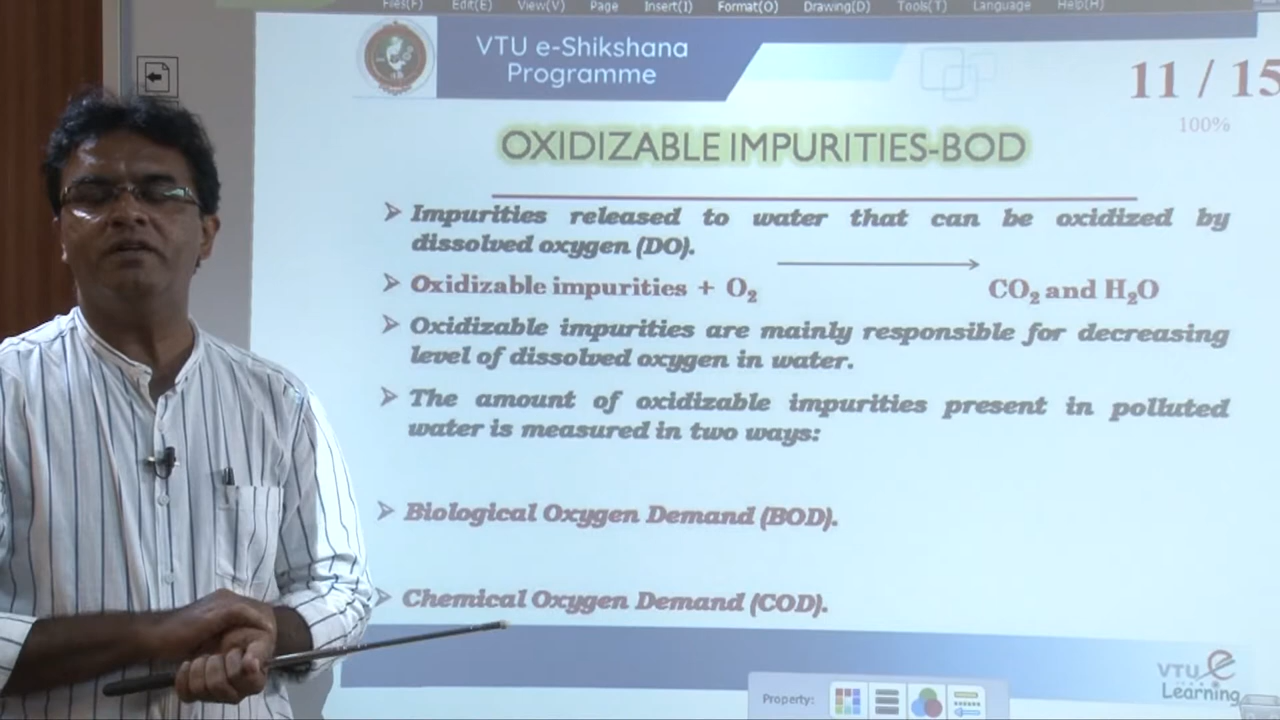 Files(F) Edit(E) View(V) Page Insert(I) Format(O) Drawing(D) Tools(T) Language Help(H)
VTU e-Shikshana
Programme
11 / 15
100%
OXIDIZABLE IMPURITIES-BOD
Impurities released to water that can be oxidized by
dissolved oxygen (DO).
Oxidizable impurities + O₂ → CO₂ and H₂O
Oxidizable impurities are mainly responsible for decreasing
level of dissolved oxygen in water.
The amount of oxidizable impurities present in polluted
water is measured in two ways:
Biological Oxygen Demand (BOD).
Chemical Oxygen Demand (COD).
VTU e
Learning
Property: